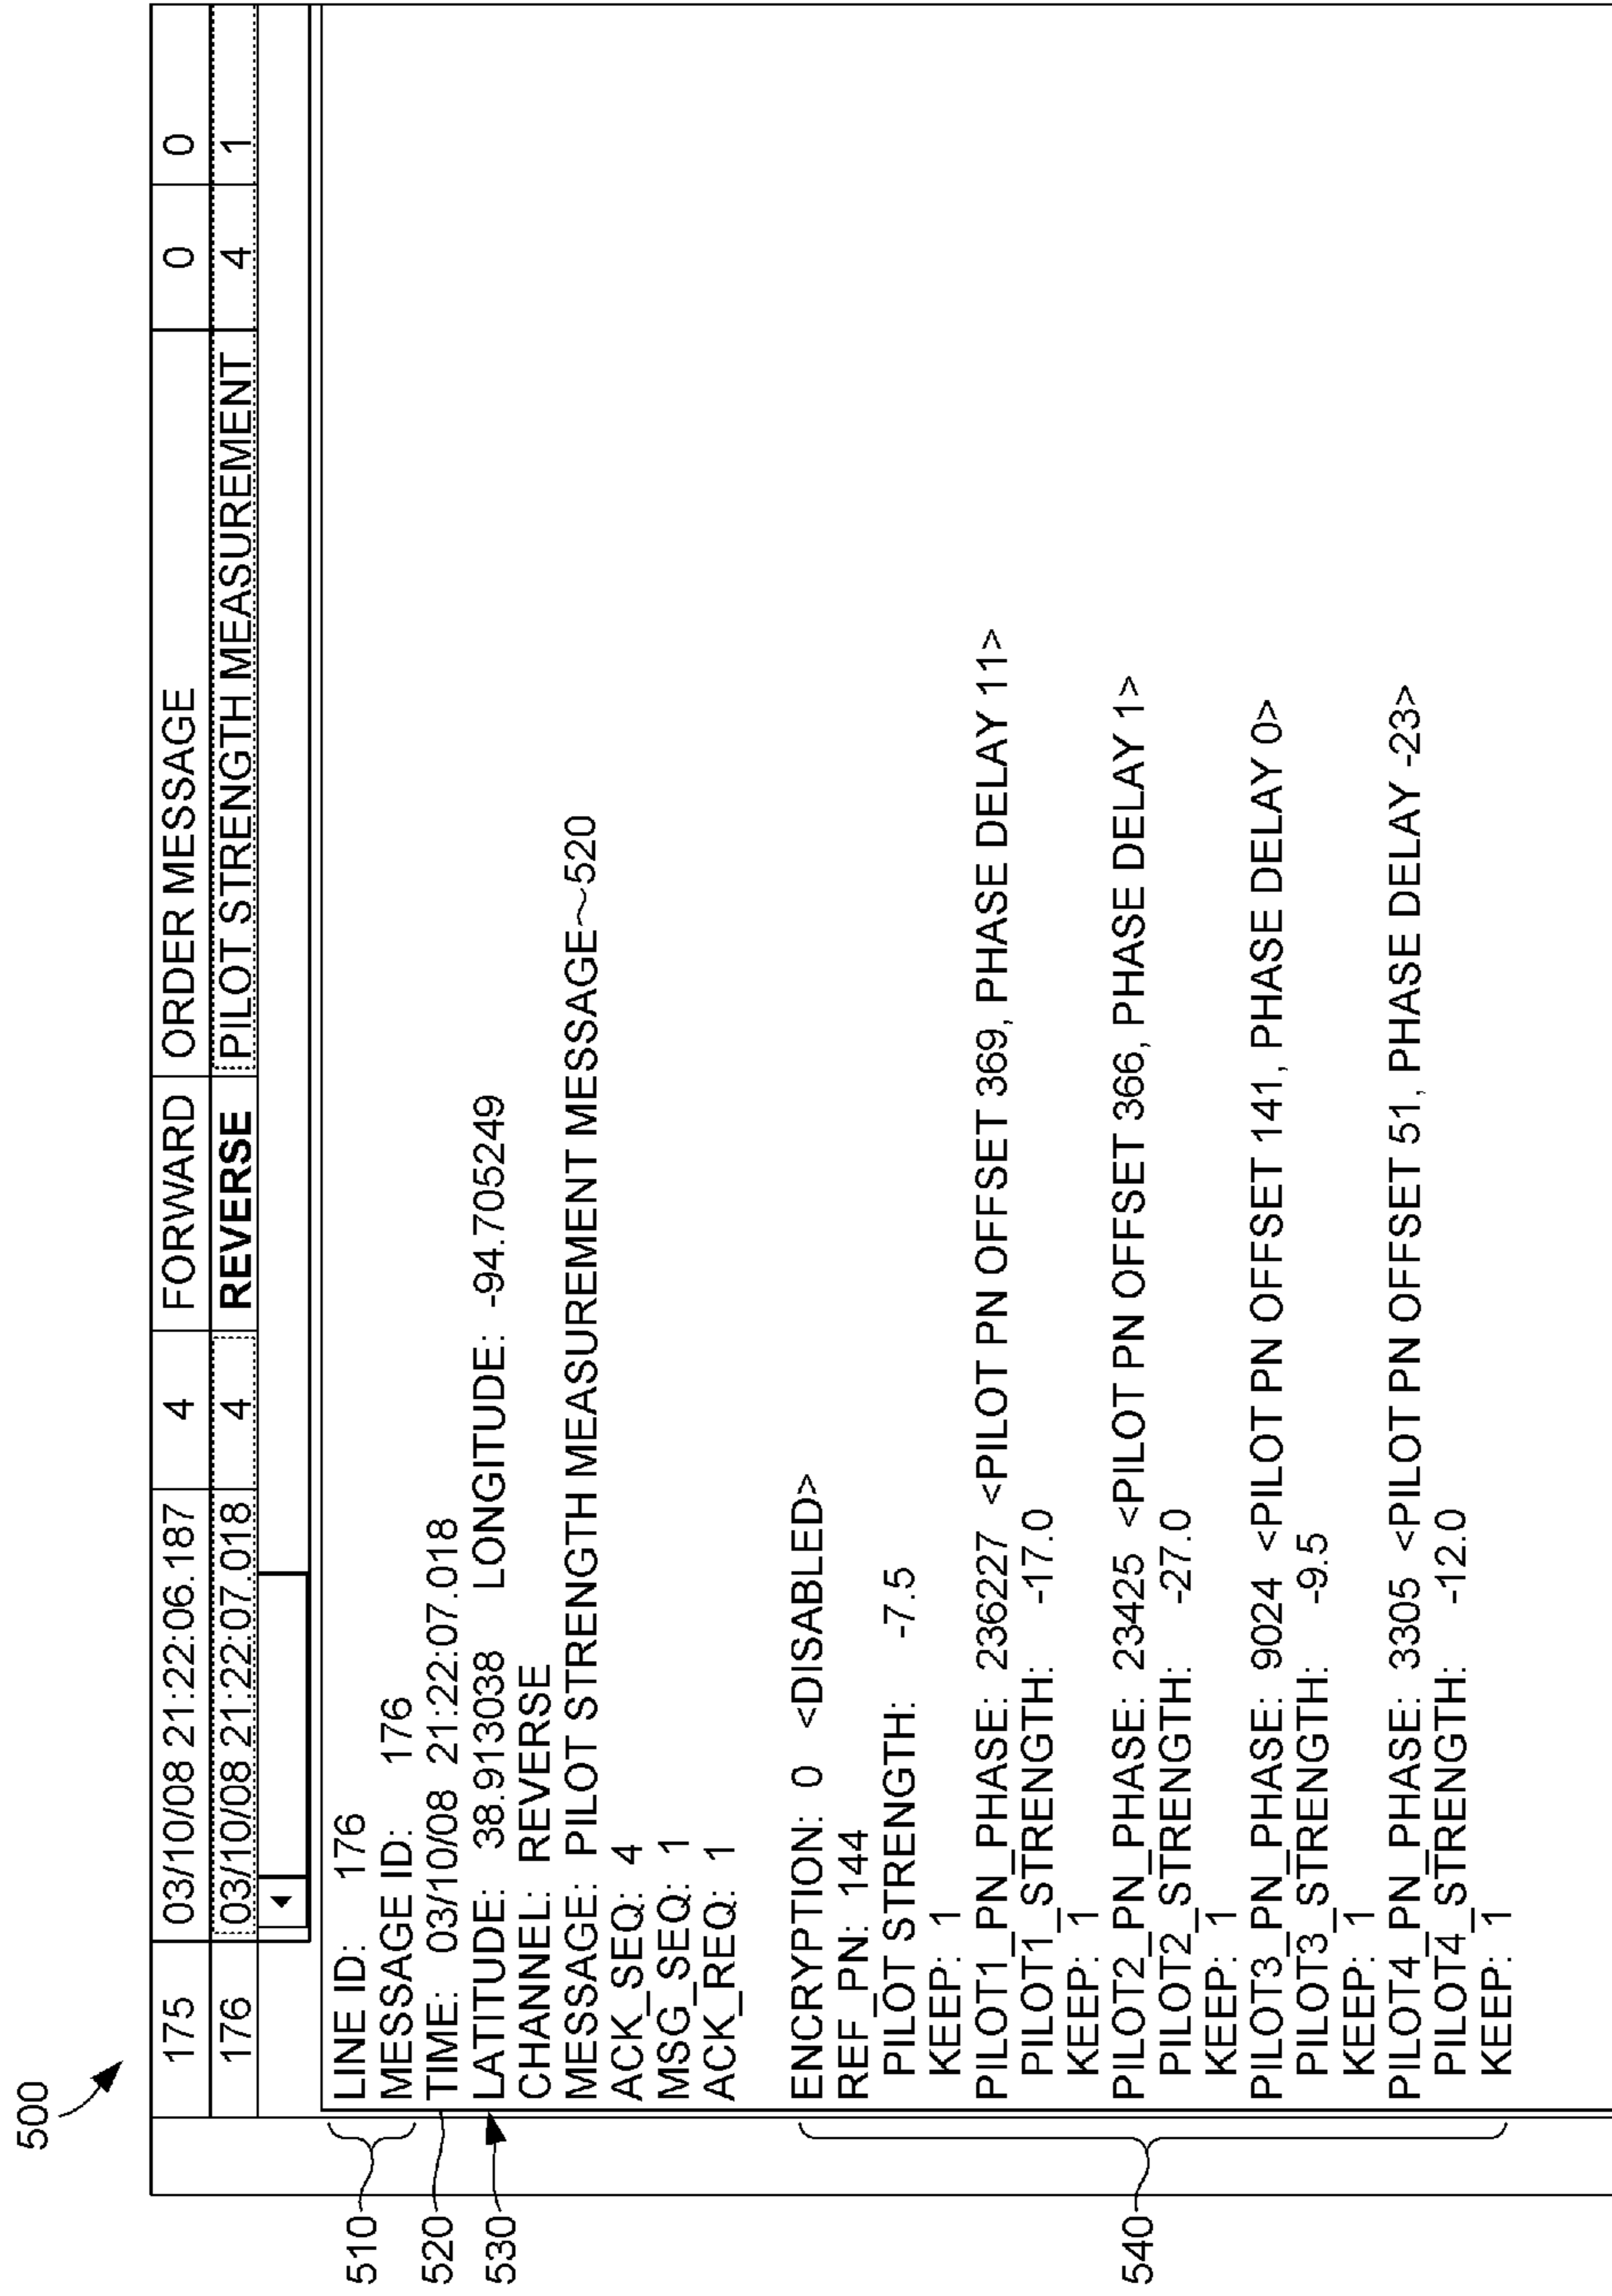 500
175 03/10/08 21:22:06.187 4 FORWARD ORDER MESSAGE 0 0
176 03/10/08 21:22:07.018 4 REVERSE PILOT STRENGTH MEASUREMENT 4 1
510
LINE ID: 176
MESSAGE ID: 176
520
TIME: 03/10/08 21:22:07.018
530
LATITUDE: 38.913038 LONGITUDE: -94.705249
CHANNEL: REVERSE
MESSAGE: PILOT STRENGTH MEASUREMENT MESSAGE~520
ACK_SEQ: 4
MSG_SEQ: 1
ACK_REQ: 1
540
ENCRYPTION: 0 <DISABLED>
REF_PN: 144
PILOT STRENGTH: -7.5
KEEP: 1
PILOT1_PN_PHASE: 236227 <PILOT PN OFFSET 369, PHASE DELAY 11>
PILOT1_STRENGTH: -17.0
KEEP: 1
PILOT2_PN_PHASE: 23425 <PILOT PN OFFSET 366, PHASE DELAY 1>
PILOT2_STRENGTH: -27.0
KEEP: 1
PILOT3_PN_PHASE: 9024 <PILOT PN OFFSET 141, PHASE DELAY 0>
PILOT3_STRENGTH: -9.5
KEEP: 1
PILOT4_PN_PHASE: 3305 <PILOT PN OFFSET 51, PHASE DELAY -23>
PILOT4_STRENGTH: -12.0
KEEP: 1